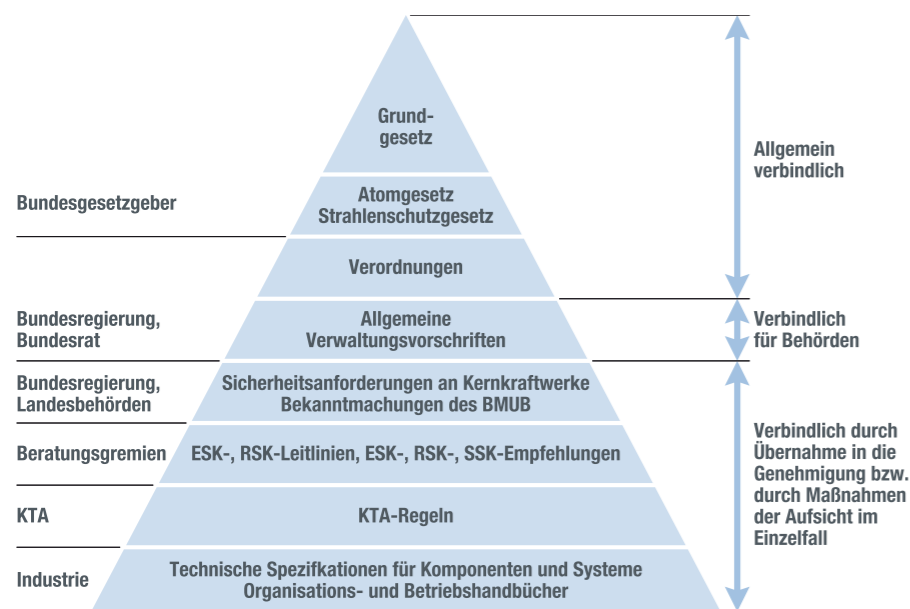 Grund-
gesetz
Allgemein
verbindlich
Bundesgesetzgeber
Atomgesetz
Strahlenschutzgesetz
Verordnungen
Bundesregierung,
Bundesrat
Allgemeine
Verwaltungsvorschriften
Verbindlich
für Behörden
Bundesregierung,
Landesbehörden
Sicherheitsanforderungen an Kernkraftwerke
Bekanntmachungen des BMUB
Beratungsgremien
ESK-, RSK-Leitlinien, ESK-, RSK-, SSK-Empfehlungen
Verbindlich durch
Übernahme in die
Genehmigung bzw.
durch Maßnahmen
der Aufsicht im
Einzelfall
KTA
KTA-Regeln
Industrie
Technische Spezifkationen für Komponenten und Systeme
Organisations- und Betriebshandbücher